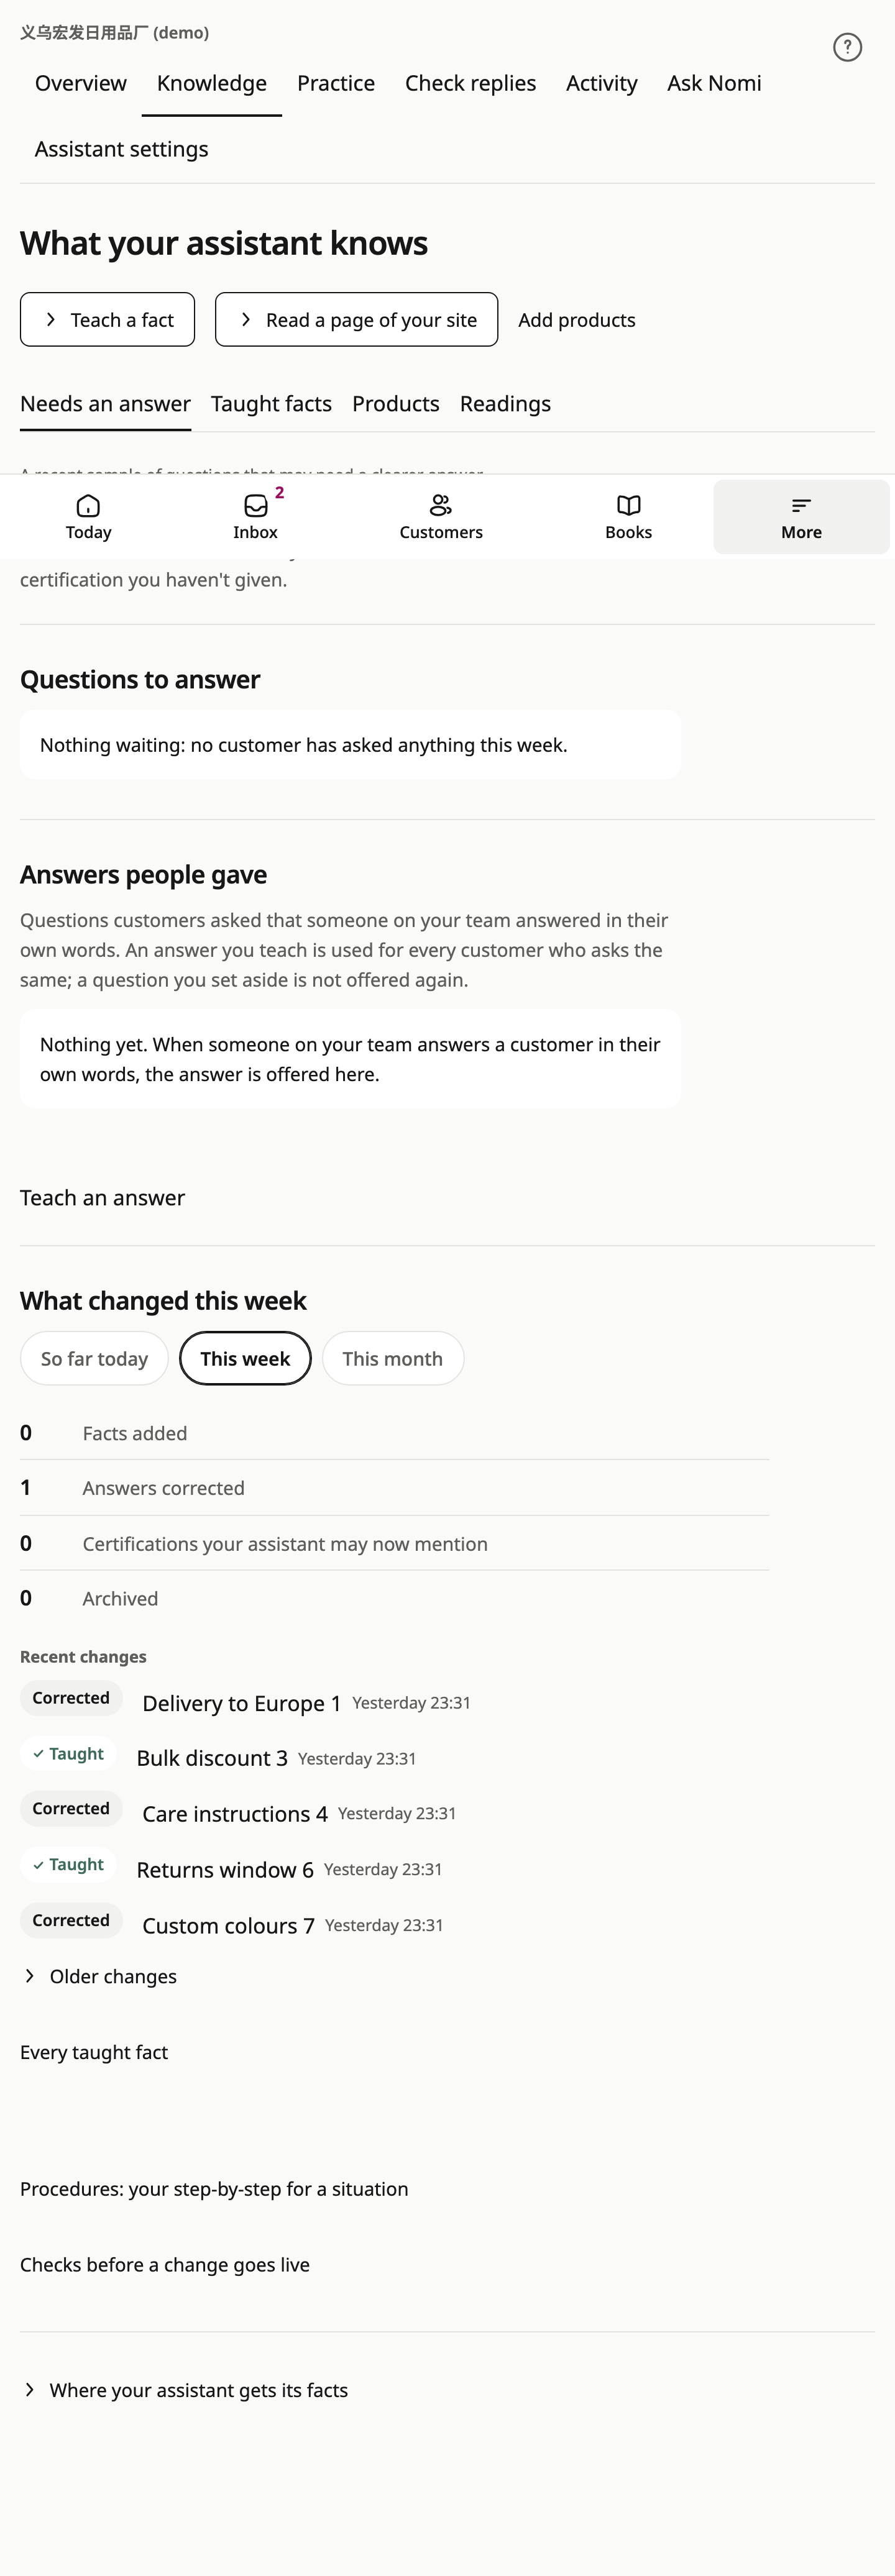 义乌宏发日用品厂 (demo)
Overview
Knowledge
Practice
Check replies
Activity
Ask Nomi
Assistant settings
What your assistant knows
Teach a fact
Read a page of your site
Add products
Needs an answer
Taught facts
Products
Readings
Today
Inbox
2
Customers
Books
More
certification you haven't given.
Questions to answer
Nothing waiting: no customer has asked anything this week.
Answers people gave
Questions customers asked that someone on your team answered in their
own words. An answer you teach is used for every customer who asks the
same; a question you set aside is not offered again.
Nothing yet. When someone on your team answers a customer in their
own words, the answer is offered here.
Teach an answer
What changed this week
So far today
This week
This month
0 Facts added
1 Answers corrected
0 Certifications your assistant may now mention
0 Archived
Recent changes
Corrected Delivery to Europe 1 Yesterday 23:31
Taught Bulk discount 3 Yesterday 23:31
Corrected Care instructions 4 Yesterday 23:31
Taught Returns window 6 Yesterday 23:31
Corrected Custom colours 7 Yesterday 23:31
Older changes
Every taught fact
Procedures: your step-by-step for a situation
Checks before a change goes live
Where your assistant gets its facts